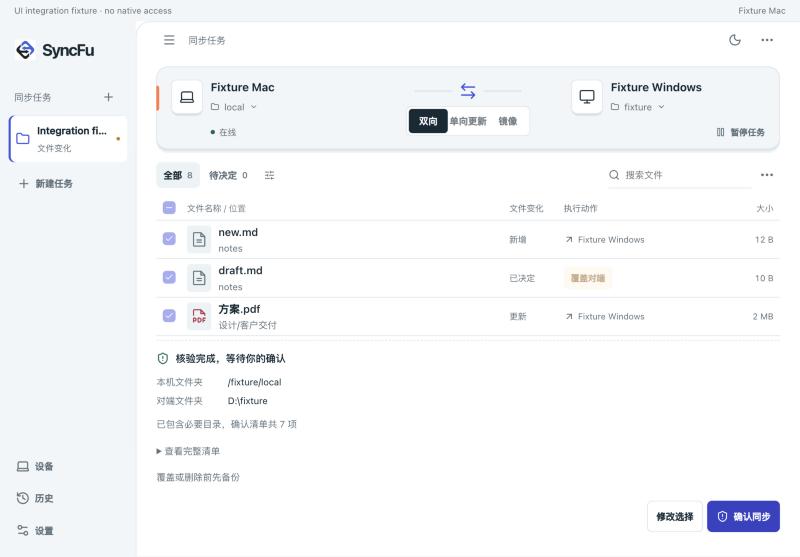 UI integration fixture · no native access
Fixture Mac
SyncFu
同步任务
同步任务
Integration fi...
文件变化
新建任务
Fixture Mac
local
在线
双向 单向更新 镜像
Fixture Windows
fixture
暂停任务
全部 8 待决定 0
搜索文件
文件名称 / 位置 文件变化 执行动作 大小
new.md
notes
新增 Fixture Windows 12 B
draft.md
notes
已决定 覆盖对端 10 B
PDF
方案.pdf
设计/客户交付
更新 Fixture Windows 2 MB
核验完成，等待你的确认
本机文件夹 /fixture/local
对端文件夹 D:\fixture
已包含必要目录，确认清单共 7 项
查看完整清单
覆盖或删除前先备份
修改选择 确认同步
设备
历史
设置